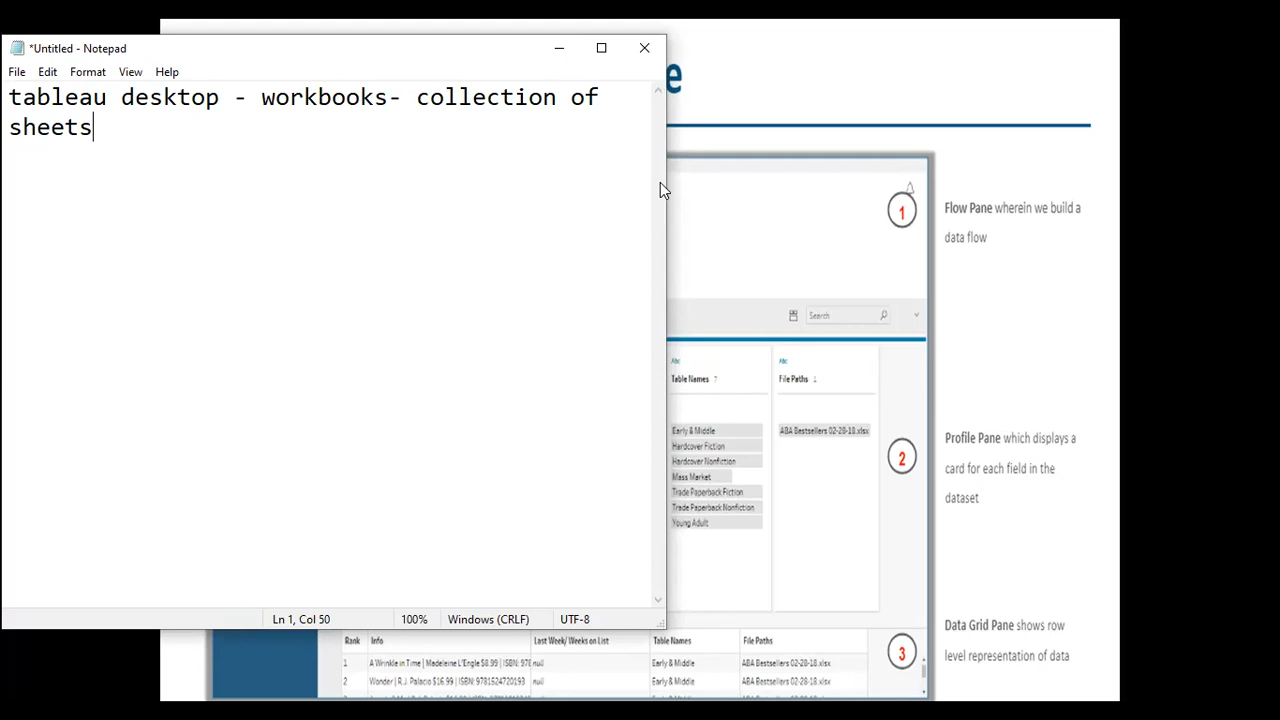 *Untitled - Notepad
File Edit Format View Help
tableau desktop - workbooks- collection of
sheets
Ln 1, Col 50 100% Windows (CRLF) UTF-8
e
1
Flow Pane wherein we build a
data flow
Search
Abc Abc
Table Names File Paths
Early & Middle ABA Bestsellers 02-28-18.xlsx
Hardcover Fiction
Hardcover Nonfiction
Mass Market
Trade Paperback Fiction
Trade Paperback Nonfiction
Young Adult
2
Profile Pane which displays a
card for each field in the
dataset
Rank Info Last Week/ Weeks on List Table Names File Paths
1 A Wrinkle in Time | Madeleine L'Engle $8.99 | ISBN: 978 null Early & Middle ABA Bestsellers 02-28-18.xlsx
2 Wonder | R.J. Palacio $16.99 | ISBN: 9781524720193 null Early & Middle ABA Bestsellers 02-28-18.xlsx
3
Data Grid Pane shows row
level representation of data